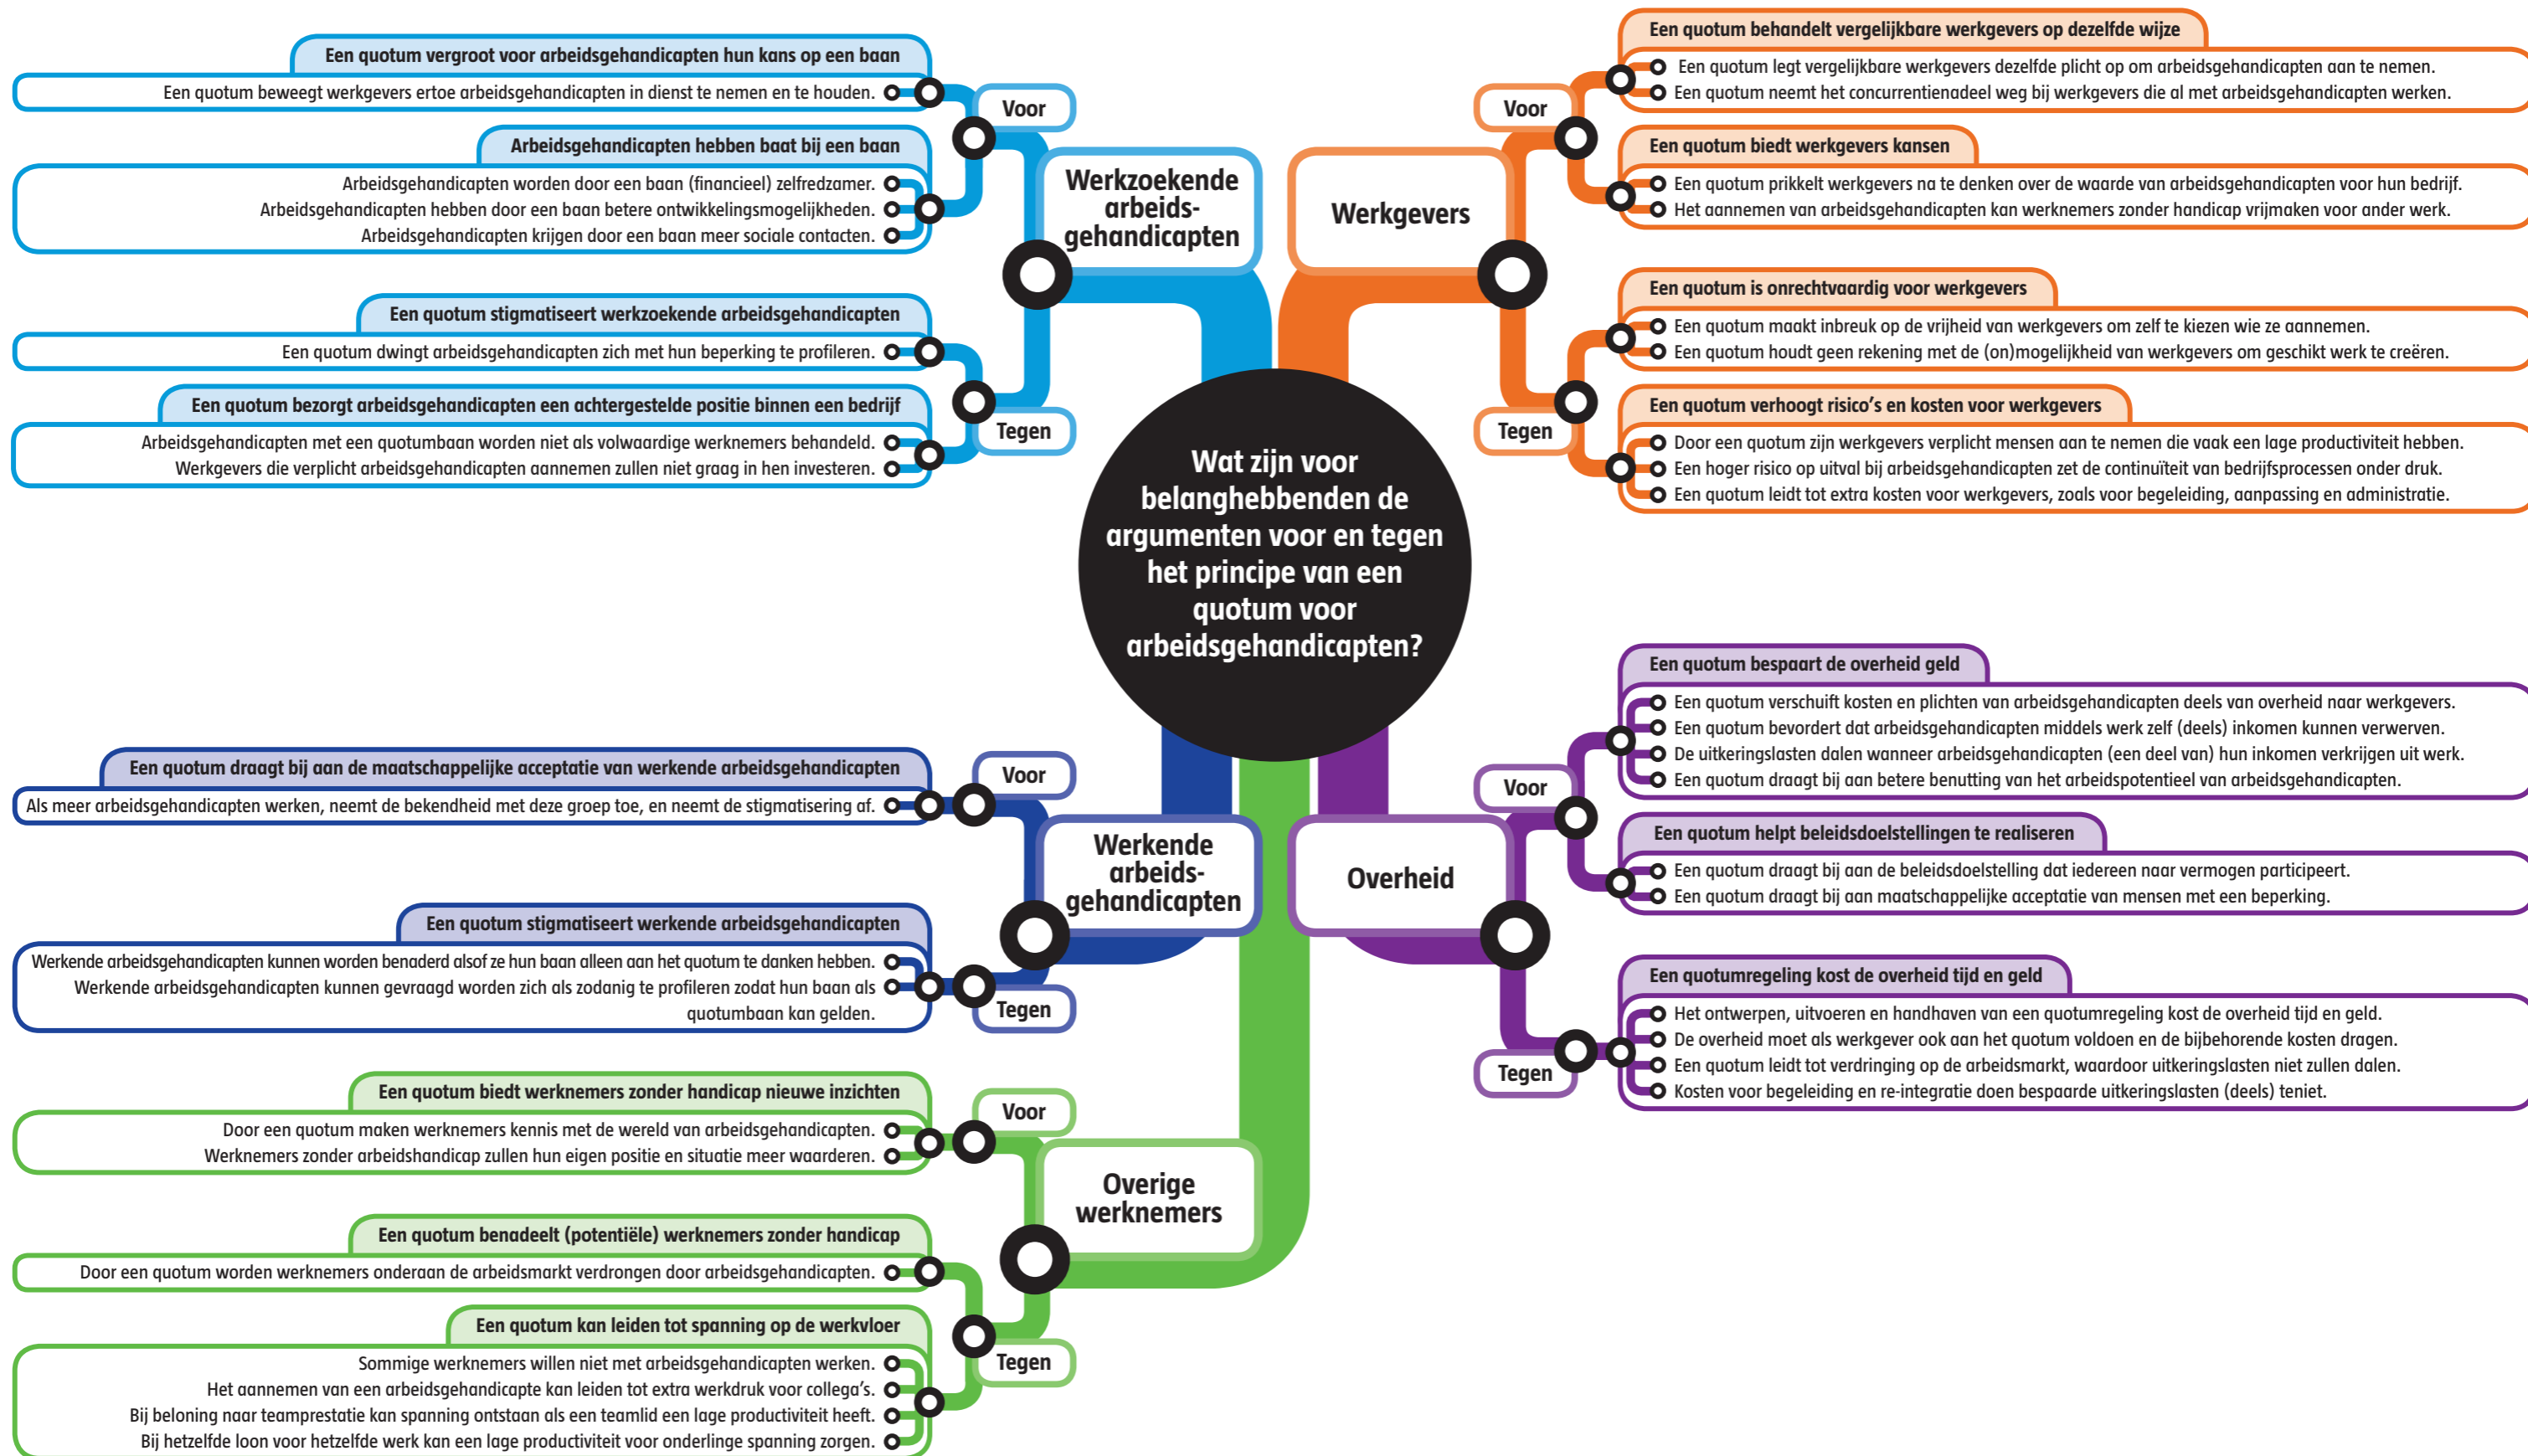 Een quotum vergroot voor arbeidsgehandicapten hun kans op een baan
Een quotum beweegt werkgevers ertoe arbeidsgehandicapten in dienst te nemen en te houden.
Voor
Arbeidsgehandicapten hebben baat bij een baan
Arbeidsgehandicapten worden door een baan (financieel) zelfredzamer.
Arbeidsgehandicapten hebben door een baan betere ontwikkelingsmogelijkheden.
Arbeidsgehandicapten krijgen door een baan meer sociale contacten.
Werkzoekende
arbeids-
gehandicapten
Een quotum stigmatiseert werkzoekende arbeidsgehandicapten
Een quotum dwingt arbeidsgehandicapten zich met hun beperking te profileren.
Een quotum bezorgt arbeidsgehandicapten een achtergestelde positie binnen een bedrijf
Arbeidsgehandicapten met een quotumbaan worden niet als volwaardige werknemers behandeld.
Werkgevers die verplicht arbeidsgehandicapten aannemen zullen niet graag in hen investeren.
Tegen
Een quotum behandelt vergelijkbare werkgevers op dezelfde wijze
Een quotum legt vergelijkbare werkgevers dezelfde plicht op om arbeidsgehandicapten aan te nemen.
Een quotum neemt het concurrentienadeel weg bij werkgevers die al met arbeidsgehandicapten werken.
Voor
Een quotum biedt werkgevers kansen
Een quotum prikkelt werkgevers na te denken over de waarde van arbeidsgehandicapten voor hun bedrijf.
Het aannemen van arbeidsgehandicapten kan werknemers zonder handicap vrijmaken voor ander werk.
Werkgevers
Een quotum is onrechtvaardig voor werkgevers
Een quotum maakt inbreuk op de vrijheid van werkgevers om zelf te kiezen wie ze aannemen.
Een quotum houdt geen rekening met de (on)mogelijkheid van werkgevers om geschikt werk te creëren.
Een quotum verhoogt risico's en kosten voor werkgevers
Tegen
Door een quotum zijn werkgevers verplicht mensen aan te nemen die vaak een lage productiviteit hebben.
Een hoger risico op uitval bij arbeidsgehandicapten zet de continuïteit van bedrijfsprocessen onder druk.
Een quotum leidt tot extra kosten voor werkgevers, zoals voor begeleiding, aanpassing en administratie.
Wat zijn voor
belanghebbenden de
argumenten voor en tegen
het principe van een
quotum voor
arbeidsgehandicapten?
Een quotum draagt bij aan de maatschappelijke acceptatie van werkende arbeidsgehandicapten
Als meer arbeidsgehandicapten werken, neemt de bekendheid met deze groep toe, en neemt de stigmatisering af.
Voor
Werkende
arbeids-
gehandicapten
Een quotum stigmatiseert werkende arbeidsgehandicapten
Werkende arbeidsgehandicapten kunnen worden benaderd alsof ze hun baan alleen aan het quotum te danken hebben.
Werkende arbeidsgehandicapten kunnen gevraagd worden zich als zodanig te profileren zodat hun baan als
quotumbaan kan gelden.
Tegen
Een quotum bespaart de overheid geld
Een quotum verschuift kosten en plichten van arbeidsgehandicapten deels van overheid naar werkgevers.
Een quotum bevordert dat arbeidsgehandicapten middels werk zelf (deels) inkomen kunnen verwerven.
De uitkeringslasten dalen wanneer arbeidsgehandicapten (een deel van) hun inkomen verkrijgen uit werk.
Een quotum draagt bij aan betere benutting van het arbeidspotentieel van arbeidsgehandicapten.
Voor
Een quotum helpt beleidsdoelstellingen te realiseren
Een quotum draagt bij aan de beleidsdoelstelling dat iedereen naar vermogen participeert.
Een quotum draagt bij aan maatschappelijke acceptatie van mensen met een beperking.
Overheid
Een quotumregeling kost de overheid tijd en geld
Het ontwerpen, uitvoeren en handhaven van een quotumregeling kost de overheid tijd en geld.
De overheid moet als werkgever ook aan het quotum voldoen en de bijbehorende kosten dragen.
Een quotum leidt tot verdringing op de arbeidsmarkt, waardoor uitkeringslasten niet zullen dalen.
Kosten voor begeleiding en re-integratie doen bespaarde uitkeringslasten (deels) teniet.
Tegen
Een quotum biedt werknemers zonder handicap nieuwe inzichten
Door een quotum maken werknemers kennis met de wereld van arbeidsgehandicapten.
Werknemers zonder arbeidshandicap zullen hun eigen positie en situatie meer waarderen.
Voor
Overige
werknemers
Een quotum benadeelt (potentiële) werknemers zonder handicap
Door een quotum worden werknemers onderaan de arbeidsmarkt verdrongen door arbeidsgehandicapten.
Een quotum kan leiden tot spanning op de werkvloer
Tegen
Sommige werknemers willen niet met arbeidsgehandicapten werken.
Het aannemen van een arbeidsgehandicapte kan leiden tot extra werkdruk voor collega's.
Bij beloning naar teamprestatie kan spanning ontstaan als een teamlid een lage productiviteit heeft.
Bij hetzelfde loon voor hetzelfde werk kan een lage productiviteit voor onderlinge spanning zorgen.